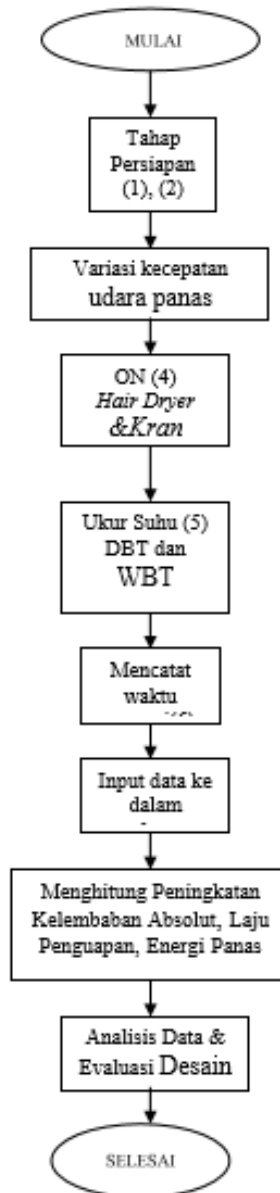 MULAI
Tahap
Persiapan
(1), (2)
Variasi kecepatan
udara panas
ON (4)
Hair Dryer
&Kran
Ukur Suhu (5)
DBT dan
WBT
Mencatat
waktu
Input data ke
dalam
Menghitung Peningkatan
Kelembaban Absolut, Laju
Penguapan, Energi Panas
Analisis Data &
Evaluasi Desain
SELESAI